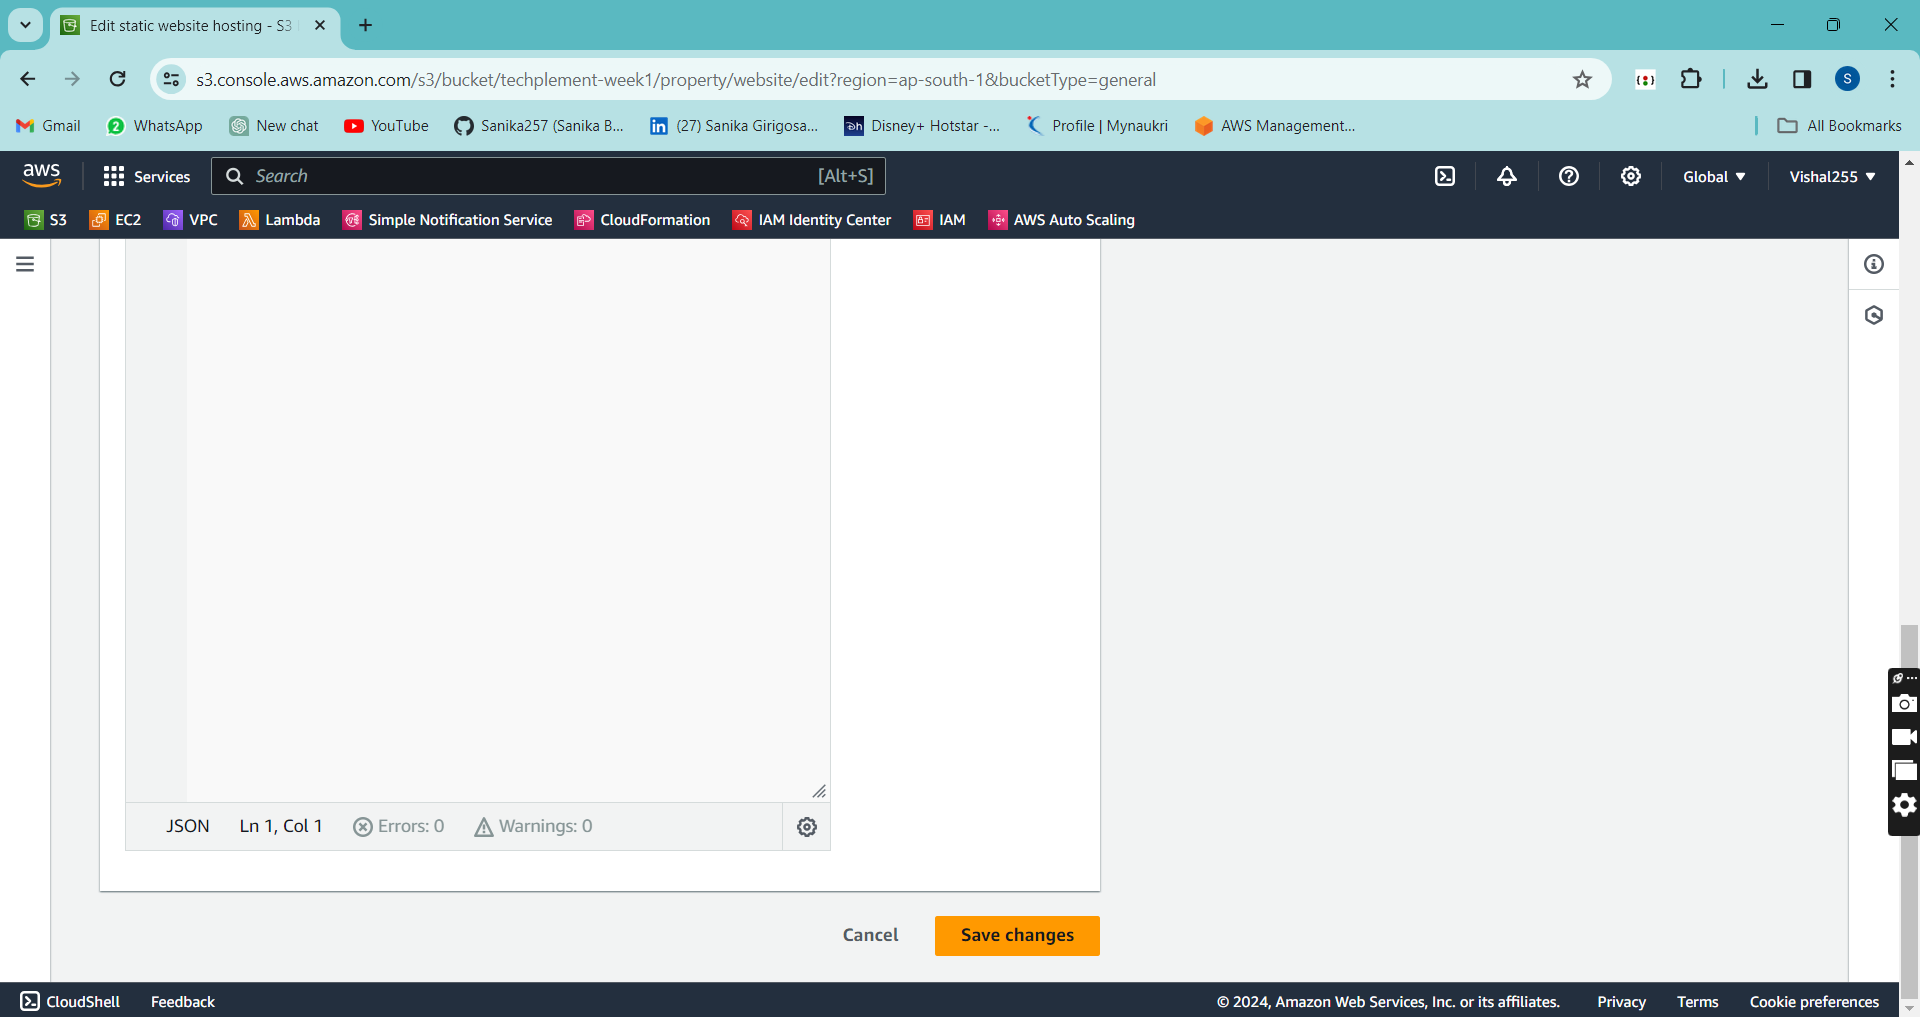 Edit static website hosting - S3
s3.console.aws.amazon.com/s3/bucket/techplement-week1/property/website/edit?region=ap-south-1&bucketType=general
S
Gmail
2 WhatsApp
New chat
YouTube
Sanika257 (Sanika B...
in (27) Sanika Girigosa...
Disney+ Hotstar -...
Profile | Mynaukri
AWS Management...
All Bookmarks
aws
Services
Search [Alt+S]
Global
Vishal255
S3
EC2
VPC
Lambda
Simple Notification Service
CloudFormation
IAM Identity Center
IAM
AWS Auto Scaling
JSON Ln 1, Col 1 Errors: 0 Warnings: 0
Cancel
Save changes
CloudShell Feedback © 2024, Amazon Web Services, Inc. or its affiliates. Privacy Terms Cookie preferences